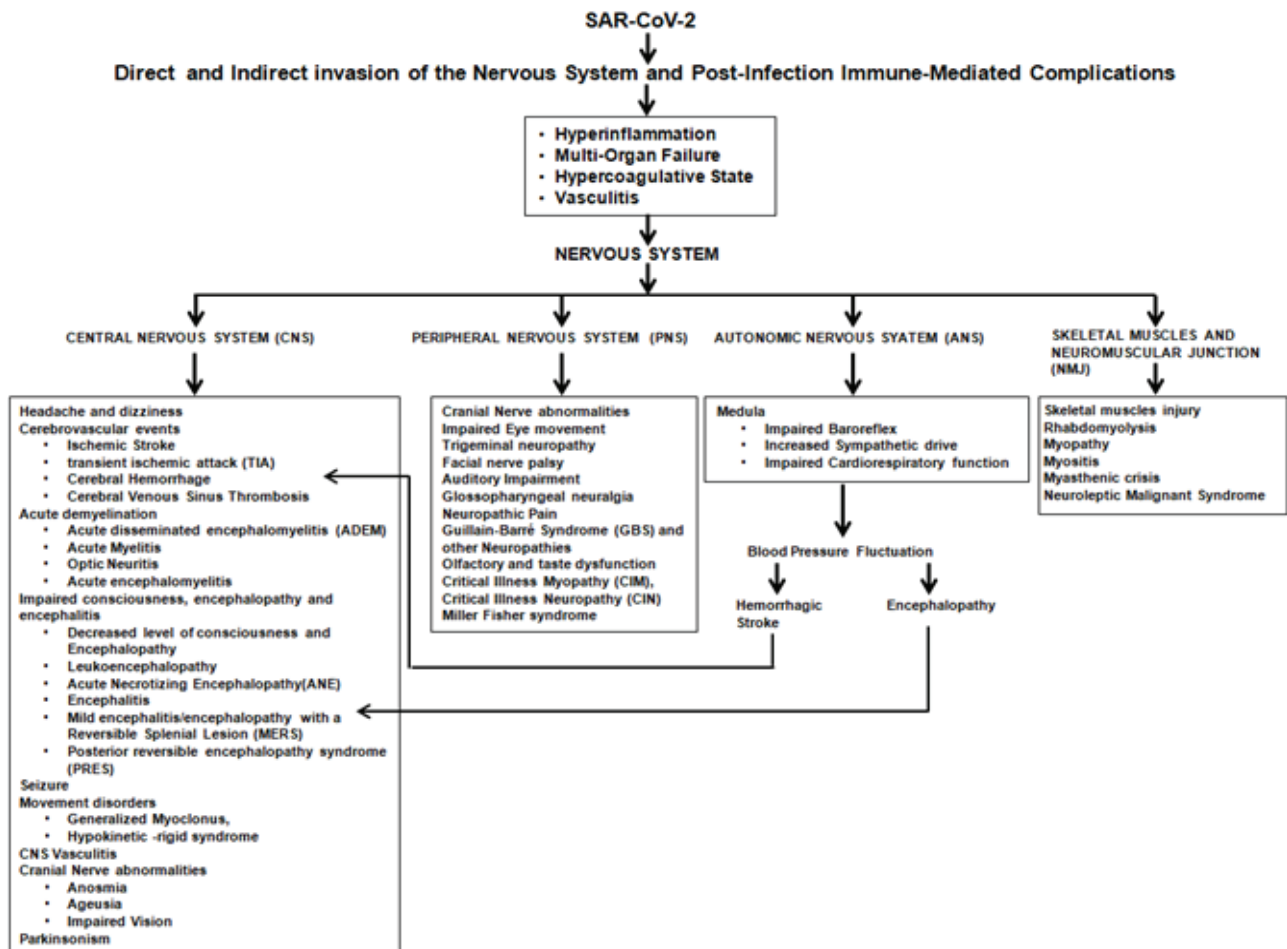 SAR-CoV-2
Direct and Indirect invasion of the Nervous System and Post-Infection Immune-Mediated Complications
• Hyperinflammation
• Multi-Organ Failure
• Hypercoagulative State
• Vasculitis
NERVOUS SYSTEM
CENTRAL NERVOUS SYSTEM (CNS)
PERIPHERAL NERVOUS SYSTEM (PNS)
AUTONOMIC NERVOUS SYATEM (ANS)
SKELETAL MUSCLES AND
NEUROMUSCULAR JUNCTION
(NMJ)
Headache and dizziness
Cerebrovascular events
• Ischemic Stroke
• transient ischemic attack (TIA)
• Cerebral Hemorrhage
• Cerebral Venous Sinus Thrombosis
Acute demyelination
• Acute disseminated encephalomyelitis (ADEM)
• Acute Myelitis
• Optic Neuritis
• Acute encephalomyelitis
Impaired consciousness, encephalopathy and
encephalitis
• Decreased level of consciousness and
Encephalopathy
• Leukoencephalopathy
• Acute Necrotizing Encephalopathy(ANE)
• Encephalitis
• Mild encephalitis/encephalopathy with a
Reversible Splenial Lesion (MERS)
• Posterior reversible encephalopathy syndrome
(PRES)
Seizure
Movement disorders
• Generalized Myoclonus,
• Hypokinetic -rigid syndrome
CNS Vasculitis
Cranial Nerve abnormalities
• Anosmia
• Ageusia
• Impaired Vision
Parkinsonism
Cranial Nerve abnormalities
Impaired Eye movement
Trigeminal neuropathy
Facial nerve palsy
Auditory Impairment
Glossopharyngeal neuralgia
Neuropathic Pain
Guillain-Barré Syndrome (GBS) and
other Neuropathies
Olfactory and taste dysfunction
Critical Illness Myopathy (CIM),
Critical Illness Neuropathy (CIN)
Miller Fisher syndrome
Medula
• Impaired Baroreflex
• Increased Sympathetic drive
• Impaired Cardiorespiratory function
Blood Pressure Fluctuation
Hemorrhagic
Stroke
Encephalopathy
Skeletal muscles injury
Rhabdomyolysis
Myopathy
Myositis
Myasthenic crisis
Neuroleptic Malignant Syndrome